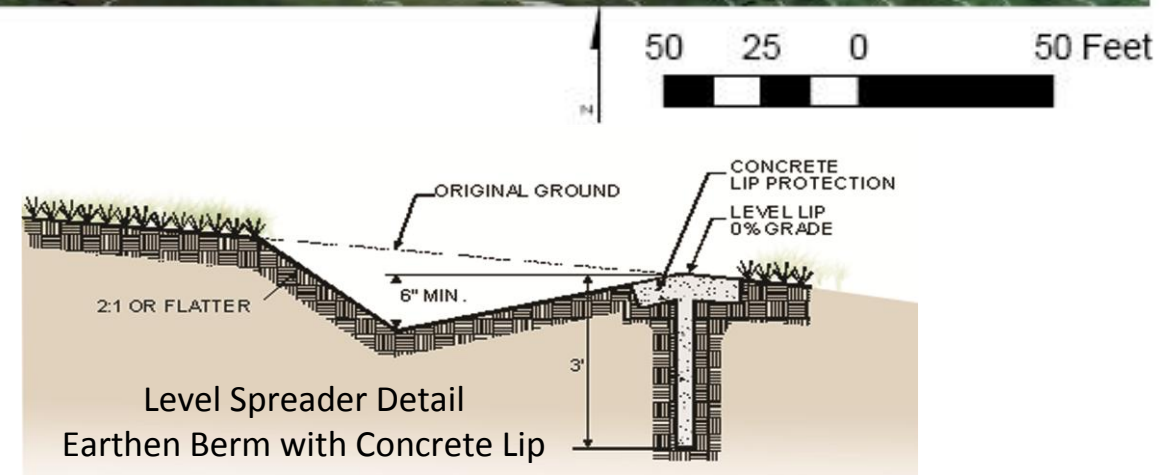 50 25 0 50 Feet
N
ORIGINAL GROUND
CONCRETE
LIP PROTECTION
LEVEL LIP
0% GRADE
6" MIN.
2:1 OR FLATTER
3'
Level Spreader Detail
Earthen Berm with Concrete Lip